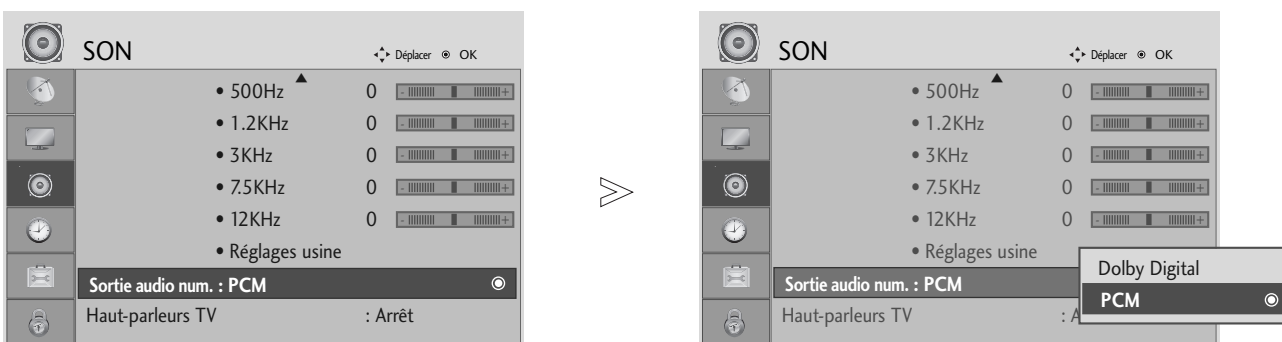 SON
Déplacer OK
• 500Hz 0 - +
• 1.2KHz 0 - +
• 3KHz 0 - +
• 7.5KHz 0 - +
• 12KHz 0 - +
• Réglages usine
Sortie audio num. : PCM
Haut-parleurs TV : Arrêt
SON
Déplacer OK
• 500Hz 0 - +
• 1.2KHz 0 - +
• 3KHz 0 - +
• 7.5KHz 0 - +
• 12KHz 0 - +
• Réglages usine
Sortie audio num. : PCM
Dolby Digital
PCM
Haut-parleurs TV : A